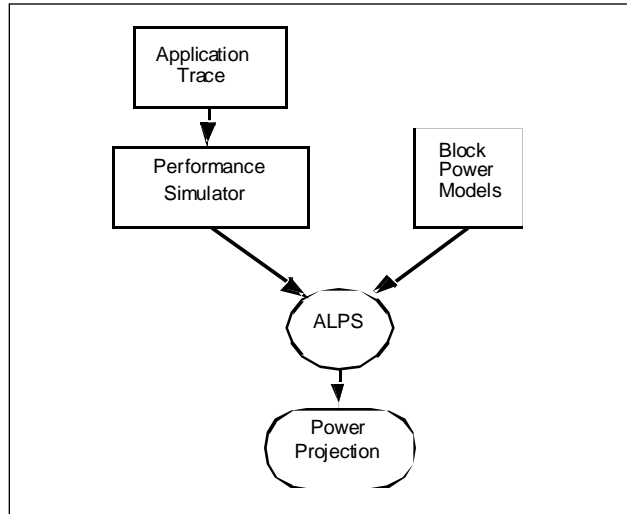 Application
Trace
Performance
Simulator
Block
Power
Models
ALPS
Power
Projection